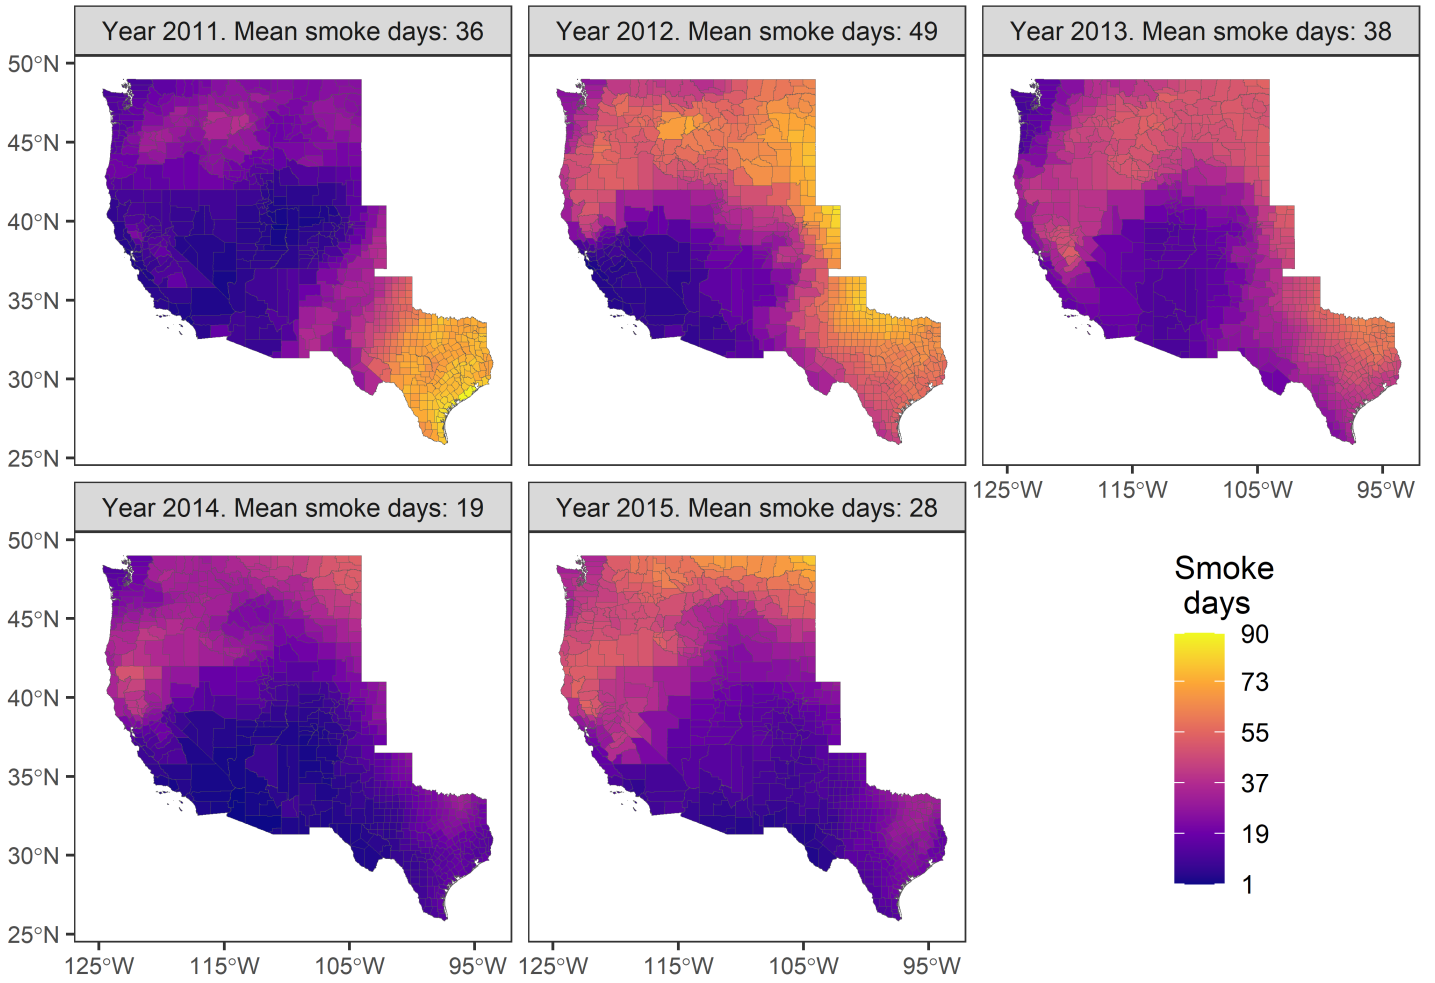 Year 2011. Mean smoke days: 36
Year 2012. Mean smoke days: 49
Year 2013. Mean smoke days: 38
50°N
45°N
40°N
35°N
30°N
25°N
125°W 115°W 105°W 95°W
Year 2014. Mean smoke days: 19
Year 2015. Mean smoke days: 28
50°N
45°N
40°N
35°N
30°N
25°N
125°W 115°W 105°W 95°W
125°W 115°W 105°W 95°W
Smoke
days
90
73
55
37
19
1